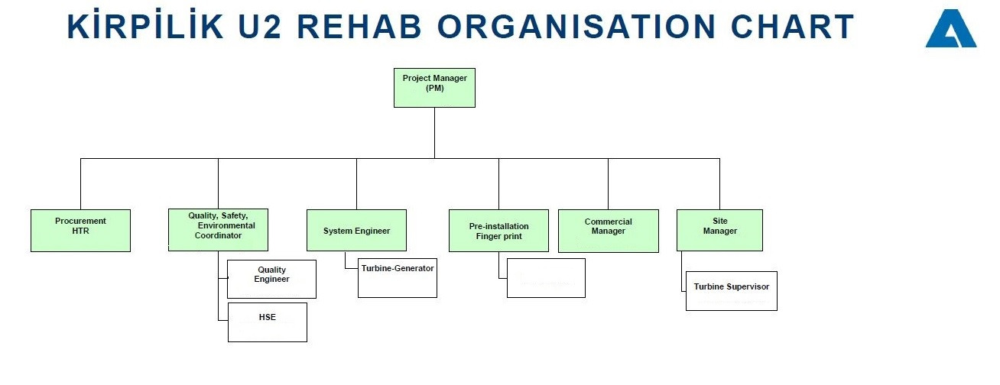 KİRPİLİK U2 REHAB ORGANISATION CHART
Project Manager
(PM)
Procurement
HTR
Quality, Safety,
Environmental
Coordinator
System Engineer
Pre-installation
Finger print
Commercial
Manager
Site
Manager
Quality
Engineer
HSE
Turbine-Generator
Turbine Supervisor